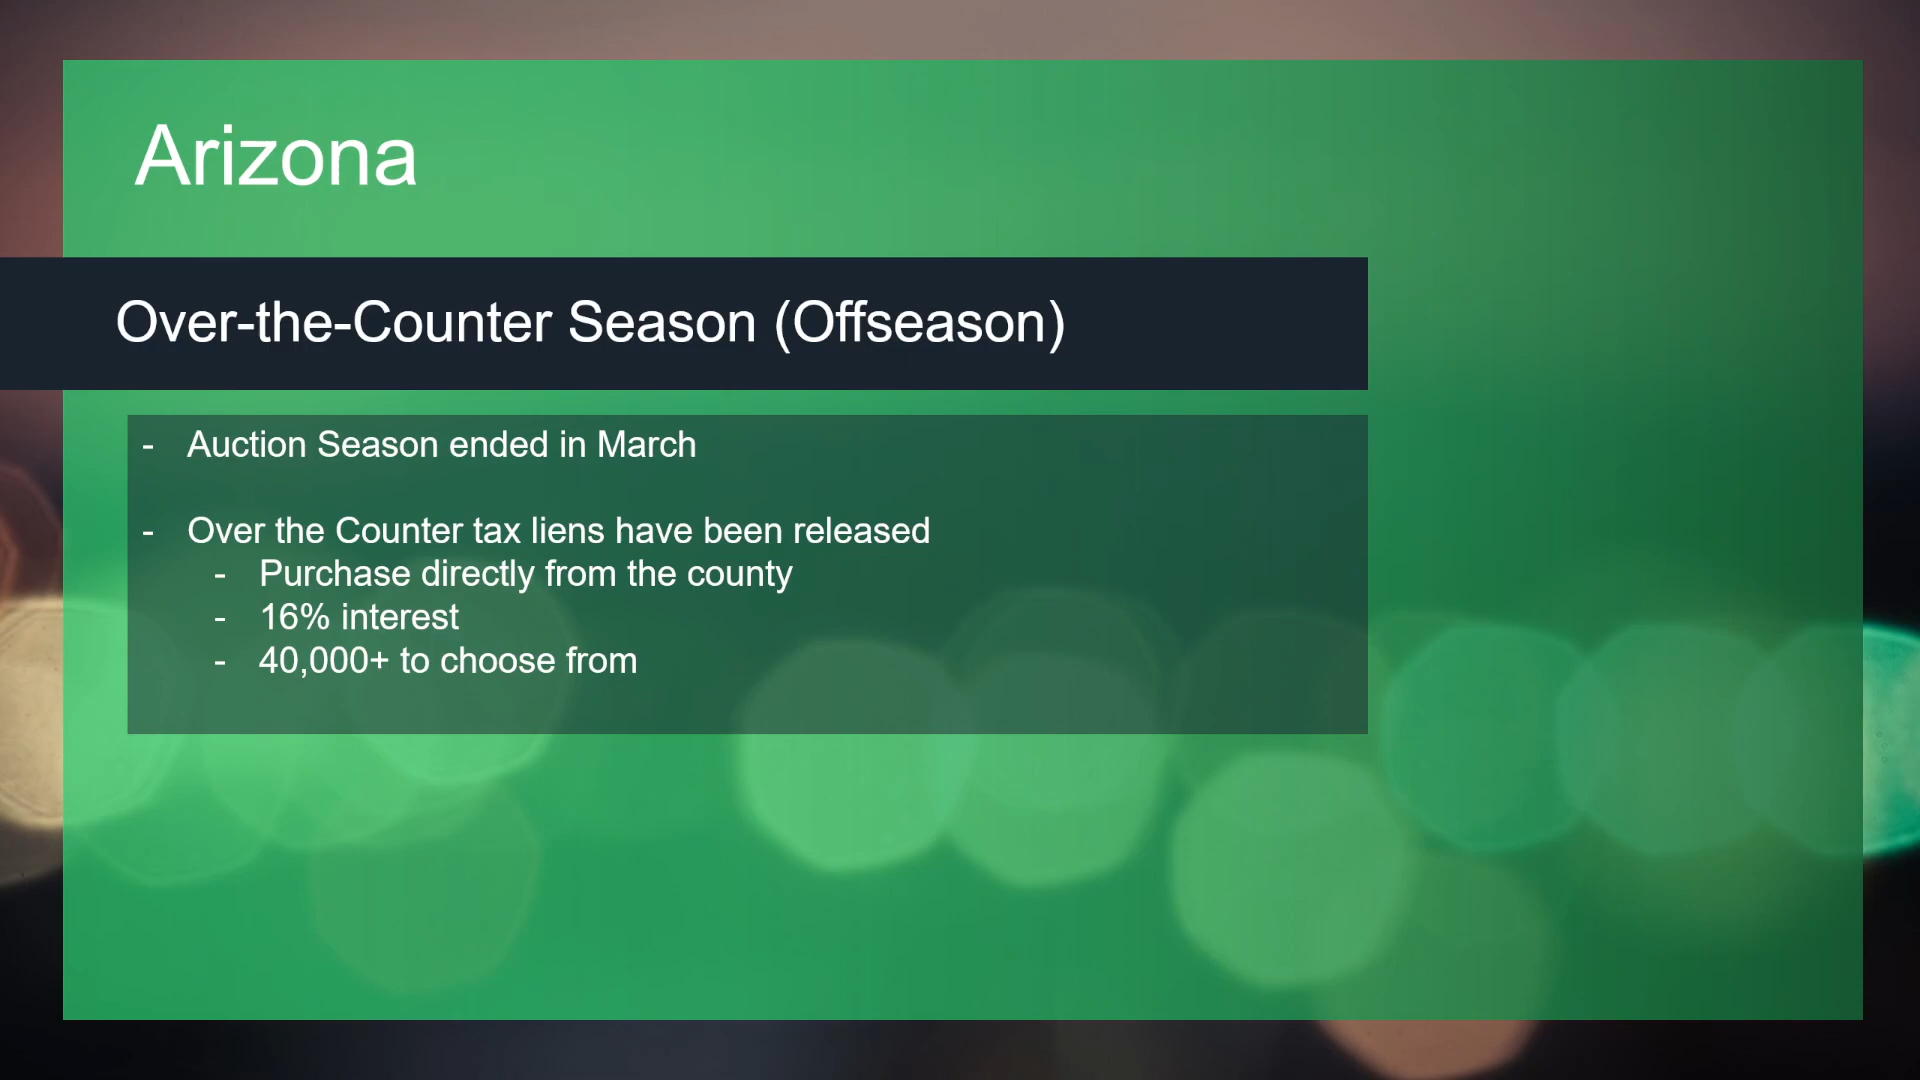 Arizona
Over-the-Counter Season (Offseason)
- Auction Season ended in March
- Over the Counter tax liens have been released
- Purchase directly from the county
- 16% interest
- 40,000+ to choose from